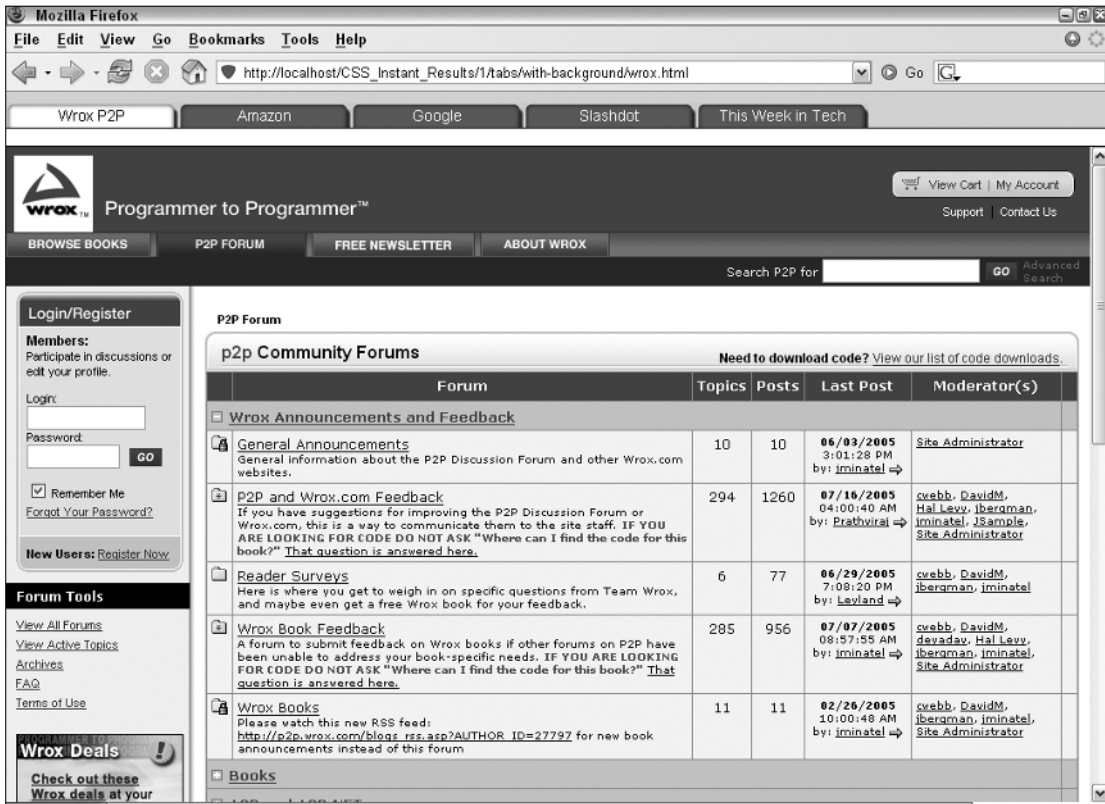 Mozilla Firefox
File Edit View Go Bookmarks Tools Help
http://localhost/CSS_Instant_Results/1/tabs/with-background/wrox.html Go G
Wrox P2P Amazon Google Slashdot This Week in Tech
wrox TM
Programmer to Programmer™
View Cart | My Account
Support | Contact Us
BROWSE BOOKS P2P FORUM FREE NEWSLETTER ABOUT WROX
Search P2P for GO Advanced Search
Login/Register
Members:
Participate in discussions or
edit your profile.
Login:
Password:
GO
Remember Me
Forgot Your Password?
New Users: Register Now
Forum Tools
View All Forums
View Active Topics
Archives
FAQ
Terms of Use
PROGRAMMER TO
Wrox Deals
Check out these
Wrox deals at your
P2P Forum
p2p Community Forums
Need to download code? View our list of code downloads.
Forum Topics Posts Last Post Moderator(s)
Wrox Announcements and Feedback
General Announcements
General information about the P2P Discussion Forum and other Wrox.com
websites.
10 10
06/03/2005
3:01:28 PM
by: jminatel
Site Administrator
P2P and Wrox.com Feedback
If you have suggestions for improving the P2P Discussion Forum or
Wrox.com, this is a way to communicate them to the site staff. IF YOU
ARE LOOKING FOR CODE DO NOT ASK "Where can I find the code for this
book?" That question is answered here.
294 1260
07/16/2005
04:00:40 AM
by: Prathviraj
cwebb, DavidM,
Hal Levy, jbergman,
jminatel, JSample,
Site Administrator
Reader Surveys
Here is where you get to weigh in on specific questions from Team Wrox,
and maybe even get a free Wrox book for your feedback.
6 77
06/29/2005
7:08:20 PM
by: Leyland
cwebb, DavidM,
jbergman, jminatel
Wrox Book Feedback
A forum to submit feedback on Wrox books if other forums on P2P have
been unable to address your book-specific needs. IF YOU ARE LOOKING
FOR CODE DO NOT ASK "Where can I find the code for this book?" That
question is answered here.
285 956
07/07/2005
08:57:55 AM
by: jminatel
cwebb, DavidM,
devaday, Hal Levy,
jbergman, jminatel,
Site Administrator
Wrox Books
Please watch this new RSS feed:
http://p2p.wrox.com/blogs_rss.asp?AUTHOR_ID=27797 for new book
announcements instead of this forum
11 11
02/26/2005
10:00:48 AM
by: jminatel
cwebb, DavidM,
jbergman, jminatel,
Site Administrator
Books